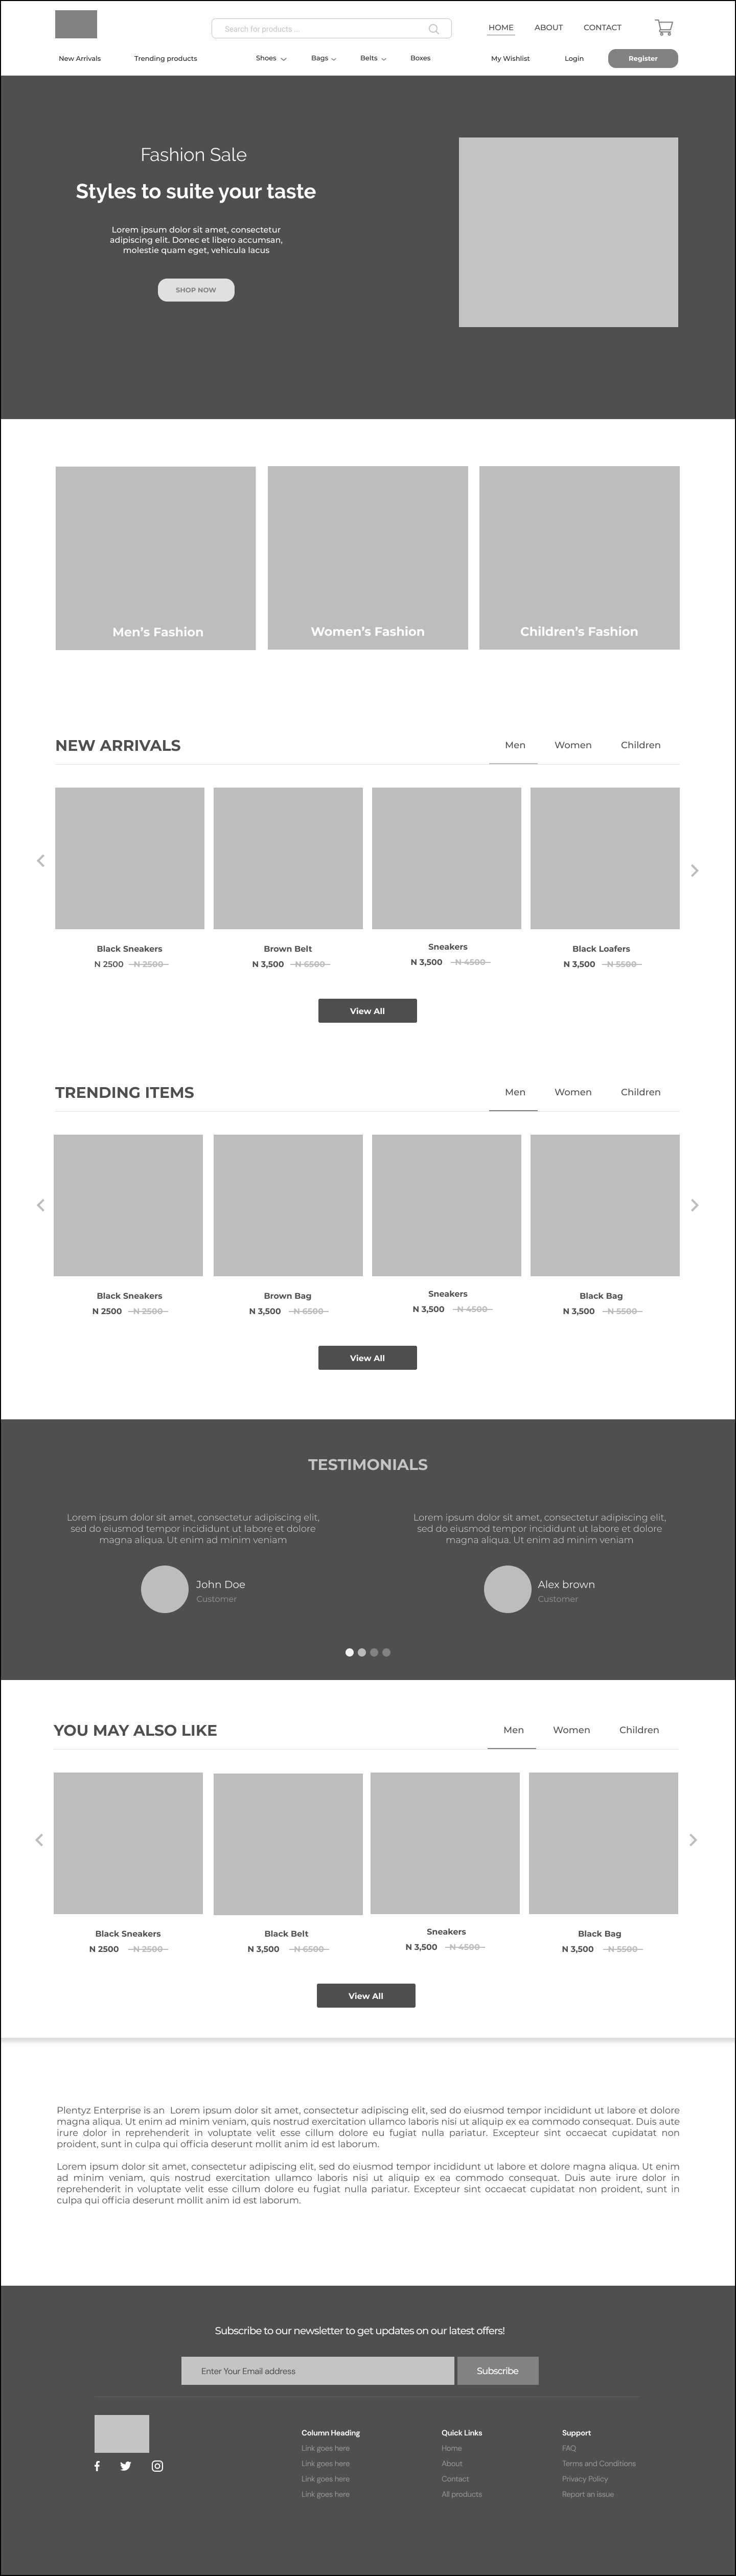 Search for products ...
HOME ABOUT CONTACT
New Arrivals Trending products Shoes Bags Belts Boxes My Wishlist Login Register
Fashion Sale
Styles to suite your taste
Lorem ipsum dolor sit amet, consectetur
adipiscing elit. Donec et libero accumsan,
molestie quam eget, vehicula lacus
SHOP NOW
Men's Fashion Women's Fashion Children's Fashion
NEW ARRIVALS Men Women Children
Black Sneakers Brown Belt Sneakers Black Loafers
N 2500 N 2500 N 3,500 N 6500 N 3,500 N 4500 N 3,500 N 5500
View All
TRENDING ITEMS Men Women Children
Black Sneakers Brown Bag Sneakers Black Bag
N 2500 N 2500 N 3,500 N 6500 N 3,500 N 4500 N 3,500 N 5500
View All
TESTIMONIALS
Lorem ipsum dolor sit amet, consectetur adipiscing elit,
sed do eiusmod tempor incididunt ut labore et dolore
magna aliqua. Ut enim ad minim veniam
John Doe
Customer
Lorem ipsum dolor sit amet, consectetur adipiscing elit,
sed do eiusmod tempor incididunt ut labore et dolore
magna aliqua. Ut enim ad minim veniam
Alex brown
Customer
YOU MAY ALSO LIKE Men Women Children
Black Sneakers Black Belt Sneakers Black Bag
N 2500 N 2500 N 3,500 N 6500 N 3,500 N 4500 N 3,500 N 5500
View All
Plentyz Enterprise is an Lorem ipsum dolor sit amet, consectetur adipiscing elit, sed do eiusmod tempor incididunt ut labore et dolore
magna aliqua. Ut enim ad minim veniam, quis nostrud exercitation ullamco laboris nisi ut aliquip ex ea commodo consequat. Duis aute
irure dolor in reprehenderit in voluptate velit esse cillum dolore eu fugiat nulla pariatur. Excepteur sint occaecat cupidatat non
proident, sunt in culpa qui officia deserunt mollit anim id est laborum.
Lorem ipsum dolor sit amet, consectetur adipiscing elit, sed do eiusmod tempor incididunt ut labore et dolore magna aliqua. Ut enim
ad minim veniam, quis nostrud exercitation ullamco laboris nisi ut aliquip ex ea commodo consequat. Duis aute irure dolor in
reprehenderit in voluptate velit esse cillum dolore eu fugiat nulla pariatur. Excepteur sint occaecat cupidatat non proident, sunt in
culpa qui officia deserunt mollit anim id est laborum.
Subscribe to our newsletter to get updates on our latest offers!
Enter Your Email address Subscribe
Column Heading
Link goes here
Link goes here
Link goes here
Link goes here
Quick Links
Home
About
Contact
All products
Support
FAQ
Terms and Conditions
Privacy Policy
Report an issue